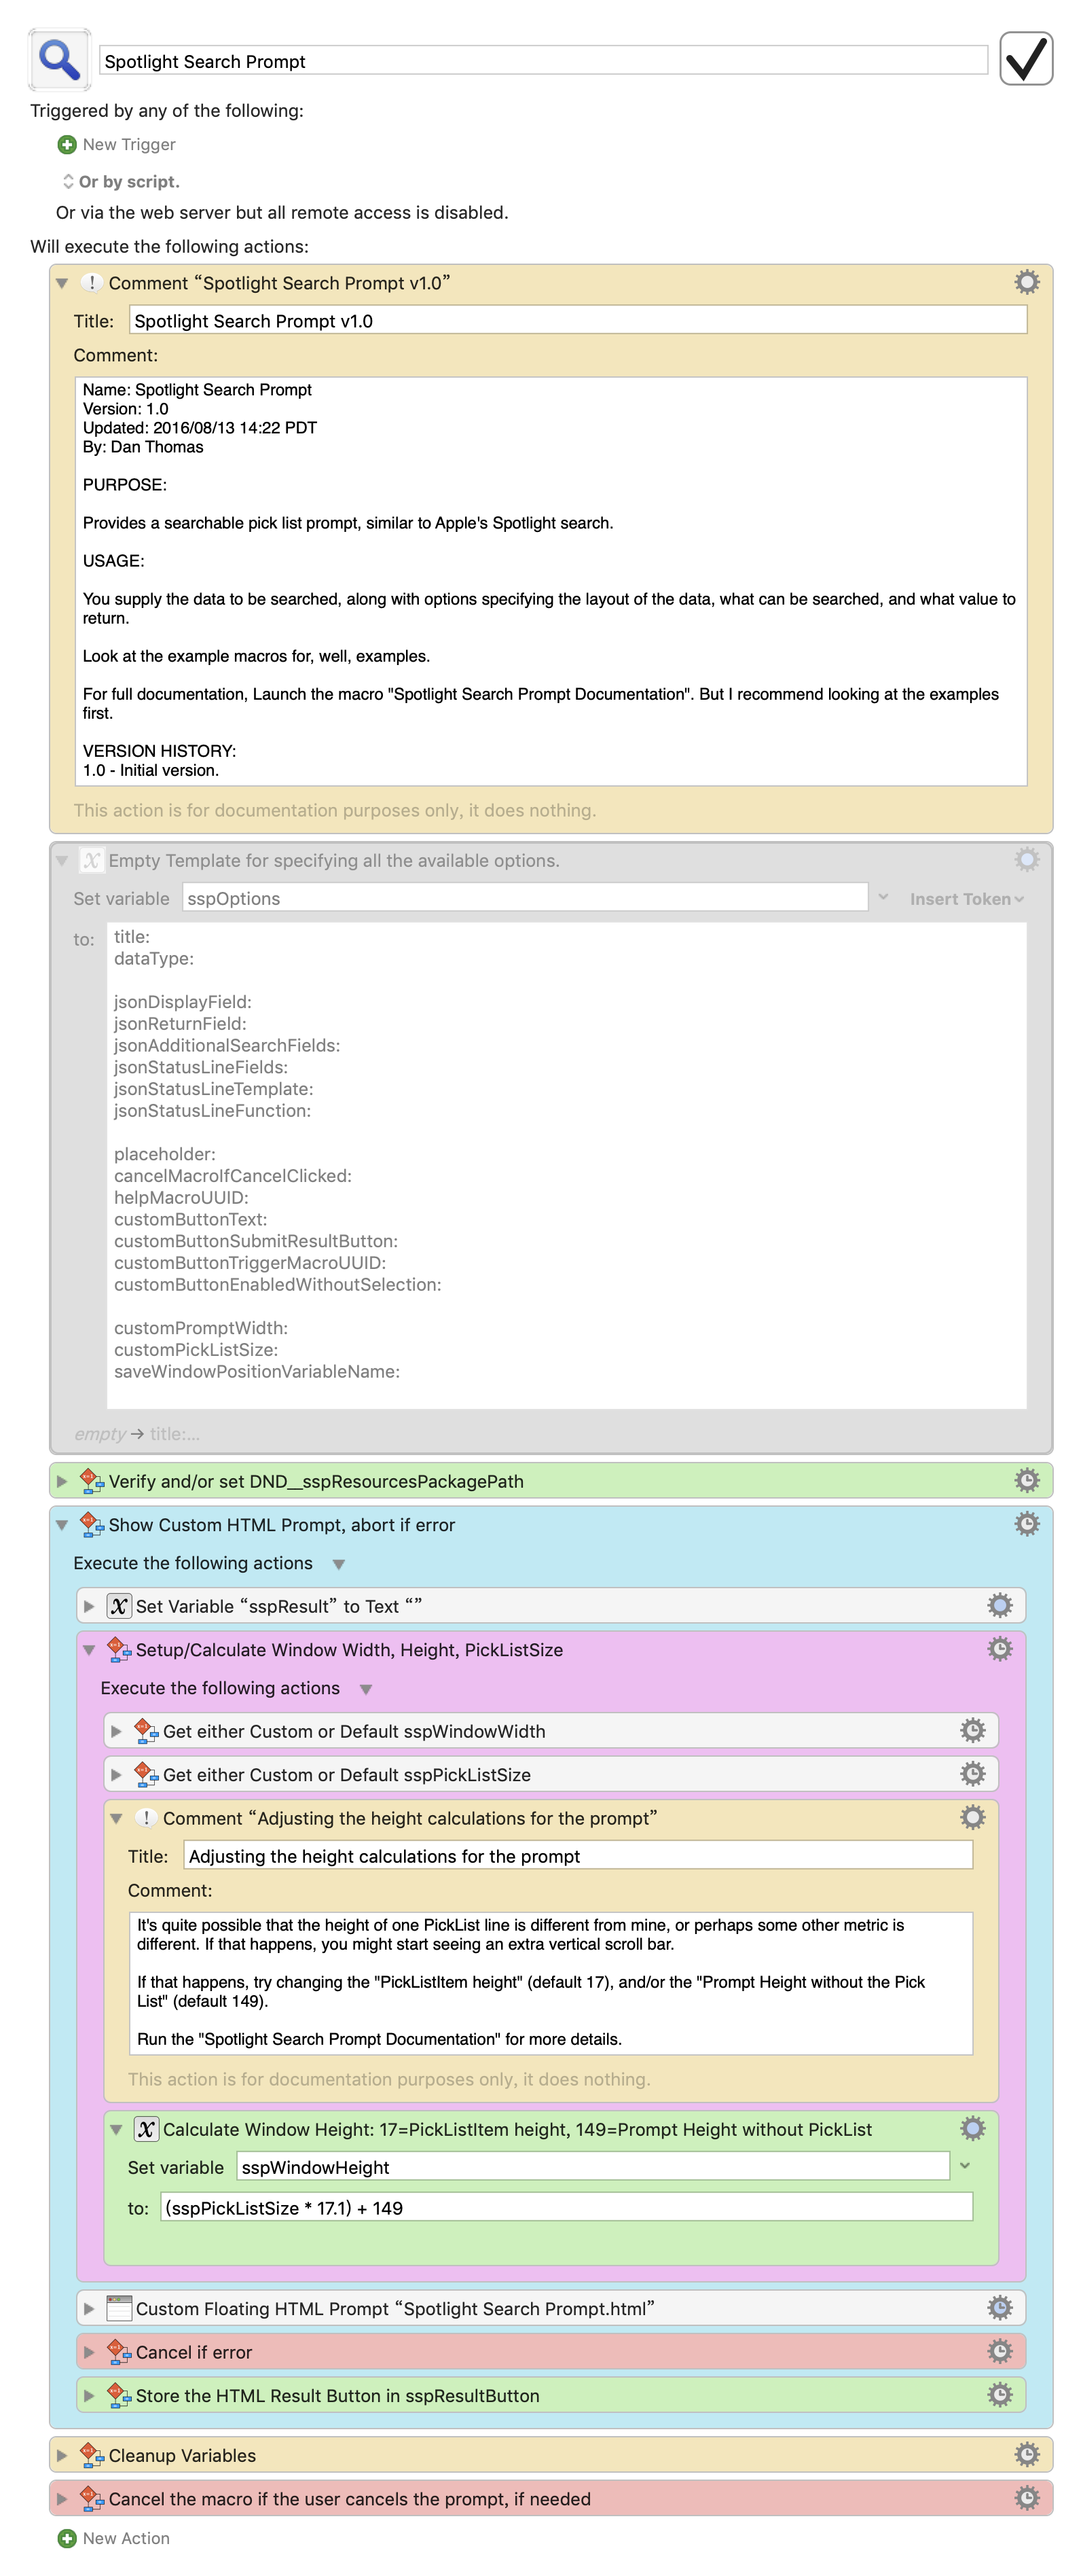 Spotlight Search Prompt
Triggered by any of the following:
New Trigger
Or by script.
Or via the web server but all remote access is disabled.
Will execute the following actions:
! Comment “Spotlight Search Prompt v1.0”
Title: Spotlight Search Prompt v1.0
Comment:
Name: Spotlight Search Prompt
Version: 1.0
Updated: 2016/08/13 14:22 PDT
By: Dan Thomas
PURPOSE:
Provides a searchable pick list prompt, similar to Apple's Spotlight search.
USAGE:
You supply the data to be searched, along with options specifying the layout of the data, what can be searched, and what value to
return.
Look at the example macros for, well, examples.
For full documentation, Launch the macro "Spotlight Search Prompt Documentation". But I recommend looking at the examples
first.
VERSION HISTORY:
1.0 - Initial version.
This action is for documentation purposes only, it does nothing.
X Empty Template for specifying all the available options.
Set variable sspOptions Insert Token
to: title:
dataType:
jsonDisplayField:
jsonReturnField:
jsonAdditionalSearchFields:
jsonStatusLineFields:
jsonStatusLineTemplate:
jsonStatusLineFunction:
placeholder:
cancelMacroIfCancelClicked:
helpMacroUUID:
customButtonText:
customButtonSubmitResultButton:
customButtonTriggerMacroUUID:
customButtonEnabledWithoutSelection:
customPromptWidth:
customPickListSize:
saveWindowPositionVariableName:
empty → title:...
Verify and/or set DND__sspResourcesPackagePath
Show Custom HTML Prompt, abort if error
Execute the following actions
X Set Variable “sspResult” to Text “”
Setup/Calculate Window Width, Height, PickListSize
Execute the following actions
Get either Custom or Default sspWindowWidth
Get either Custom or Default sspPickListSize
! Comment “Adjusting the height calculations for the prompt”
Title: Adjusting the height calculations for the prompt
Comment:
It's quite possible that the height of one PickList line is different from mine, or perhaps some other metric is
different. If that happens, you might start seeing an extra vertical scroll bar.
If that happens, try changing the "PickListItem height" (default 17), and/or the "Prompt Height without the Pick
List" (default 149).
Run the "Spotlight Search Prompt Documentation" for more details.
This action is for documentation purposes only, it does nothing.
X Calculate Window Height: 17=PickListItem height, 149=Prompt Height without PickList
Set variable sspWindowHeight
to: (sspPickListSize * 17.1) + 149
Custom Floating HTML Prompt “Spotlight Search Prompt.html”
Cancel if error
Store the HTML Result Button in sspResultButton
Cleanup Variables
Cancel the macro if the user cancels the prompt, if needed
New Action